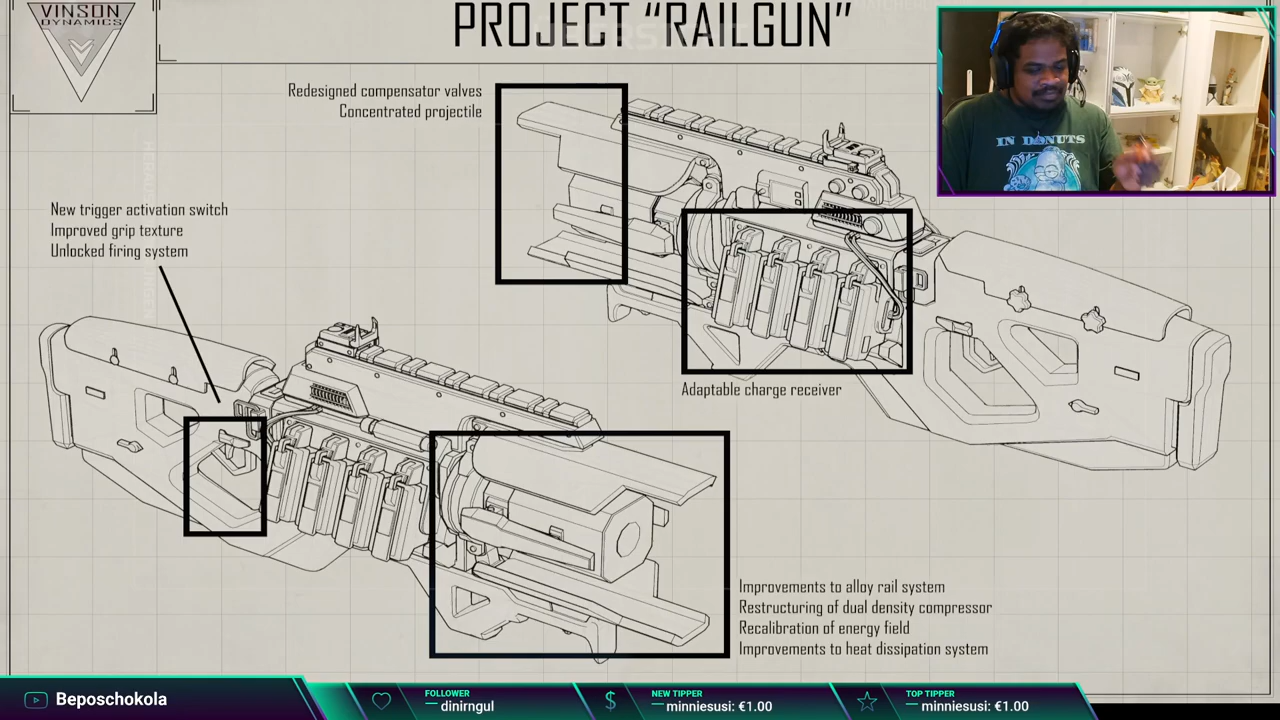 VINSON
DYNAMICS
PROJECT “RAILGUN”
Redesigned compensator valves
Concentrated projectile
IN DONUTS
New trigger activation switch
Improved grip texture
Unlocked firing system
Adaptable charge receiver
Improvements to alloy rail system
Restructuring of dual density compressor
Recalibration of energy field
Improvements to heat dissipation system
Beposchokola
FOLLOWER
dinirngul
NEW TIPPER
minniesusi: €1.00
TOP TIPPER
minniesusi: €1.00